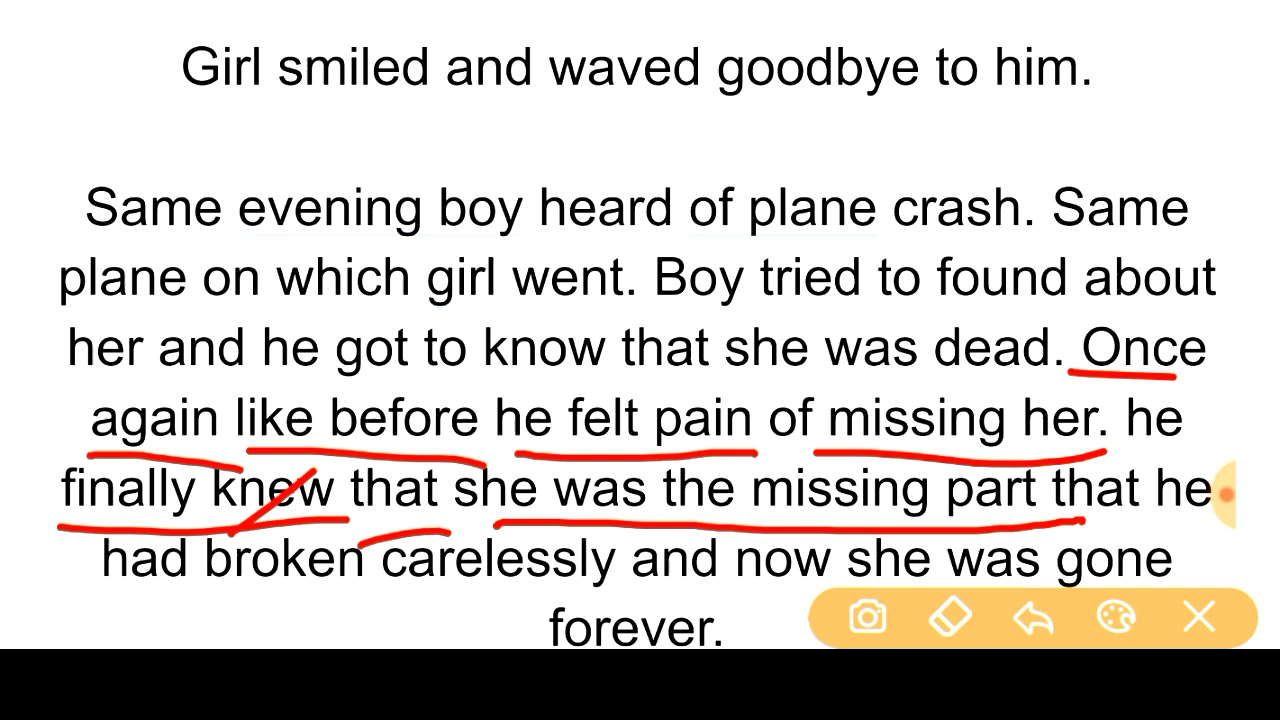 Girl smiled and waved goodbye to him.
Same evening boy heard of plane crash. Same
plane on which girl went. Boy tried to found about
her and he got to know that she was dead. Once
again like before he felt pain of missing her. he
finally knew that she was the missing part that he
had broken carelessly and now she was gone
forever.